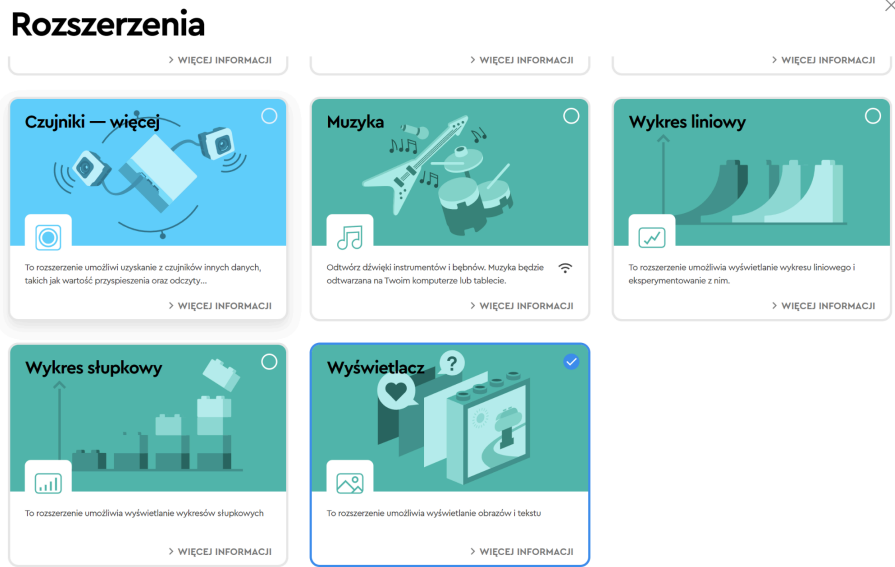 Rozszerzenia
> WIĘCEJ INFORMACJI
> WIĘCEJ INFORMACJI
> WIĘCEJ INFORMACJI
Czujniki — więcej
To rozszerzenie umożliwi uzyskanie z czujników innych danych,
takich jak wartość przyspieszenia oraz odczyty...
> WIĘCEJ INFORMACJI
Muzyka
Odtwórz dźwięki instrumentów i bębnów. Muzyka będzie
odtwarzana na Twoim komputerze lub tablecie.
> WIĘCEJ INFORMACJI
Wykres liniowy
To rozszerzenie umożliwia wyświetlanie wykresu liniowego i
eksperymentowanie z nim.
> WIĘCEJ INFORMACJI
Wykres słupkowy
To rozszerzenie umożliwia wyświetlanie wykresów słupkowych
> WIĘCEJ INFORMACJI
Wyświetlacz
?
To rozszerzenie umożliwia wyświetlanie obrazów i tekstu
> WIĘCEJ INFORMACJI